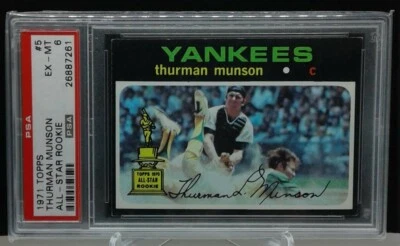 1971 TOPPS
THURMAN MUNSON
ALL-STAR ROOKIE
#5
EX - MT
6
26887261
PSA
PSA
YANKEES
thurman munson • c
TOPPS 1970
ALL-STAR
ROOKIE
Thurman L. Munson